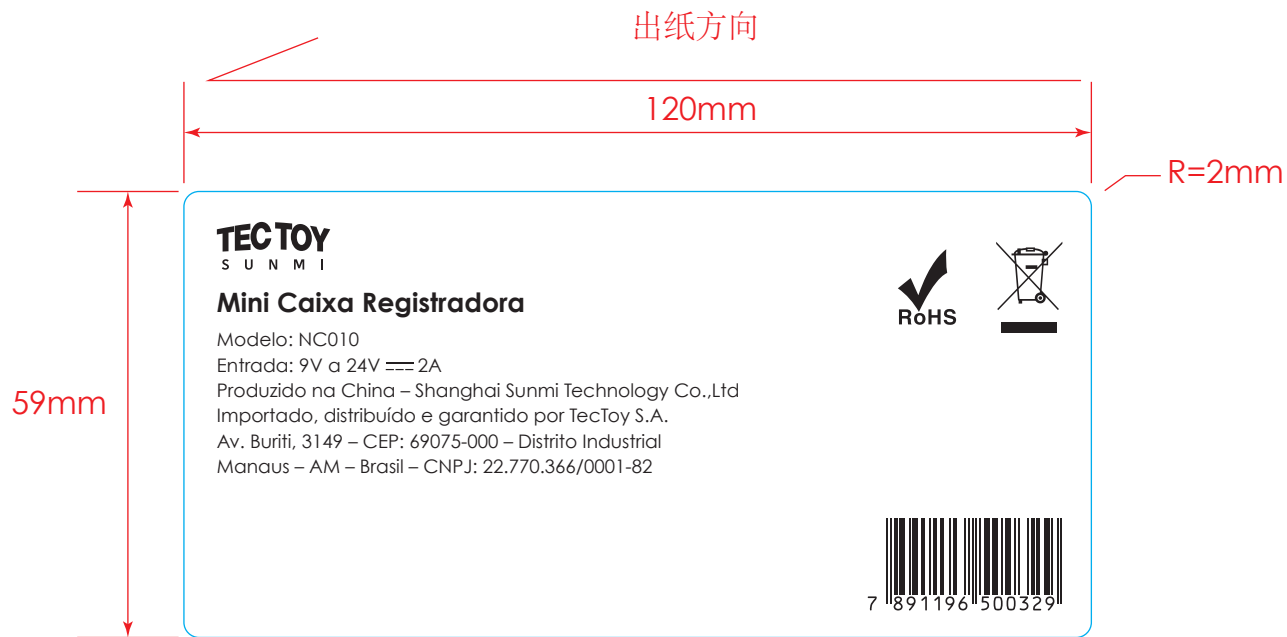 出纸方向
120mm
R=2mm
59mm
TECTOY
SUNMI
Mini Caixa Registradora
Modelo: NC010
Entrada: 9V a 24V ⎓ 2A
Produzido na China – Shanghai Sunmi Technology Co.,Ltd
Importado, distribuído e garantido por TecToy S.A.
Av. Buriti, 3149 – CEP: 69075-000 – Distrito Industrial
Manaus – AM – Brasil – CNPJ: 22.770.366/0001-82
RoHS
7 891196 500329